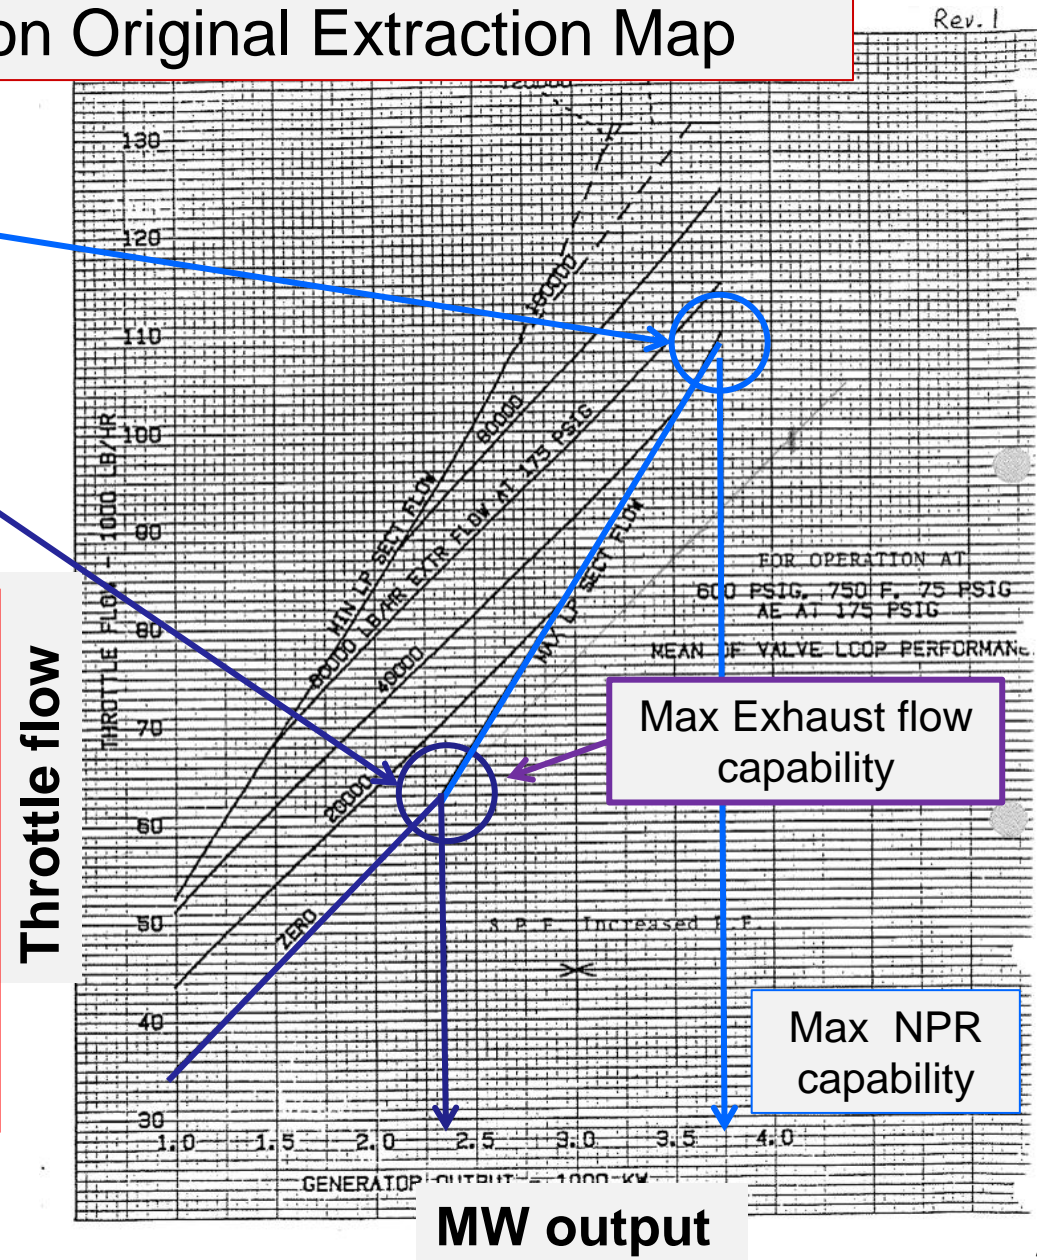 on Original Extraction Map
Rev. 1
120000
130
120
110
100
90
80
70
60
50
40
30
THROTTLE FLOW - 1000 LB/HR
Throttle flow
100000
80000
MIN LP SECT FLOW
60000 LB/HR EXTR FLOW AT 175 PSIG
40000
20000
ZERO
MAX LP SECT FLOW
FOR OPERATION AT
600 PSIG, 750 F, 75 PSIG
AE AT 175 PSIG
MEAN OF VALVE LOOP PERFORMAN
Max Exhaust flow
capability
Increased
Max NPR
capability
1.0 1.5 2.0 2.5 3.0 3.5 4.0
GENERATOR OUTPUT - 1000 KW
MW output